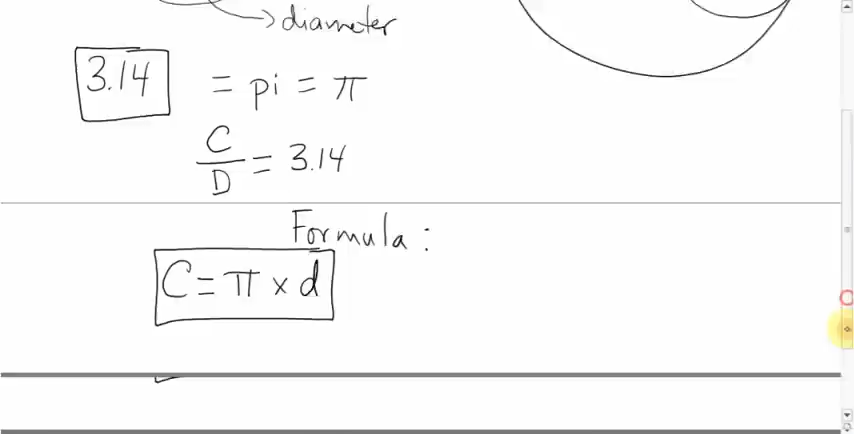 diameter
3.14 = pi = π
C/D = 3.14
Formula:
C = π × d